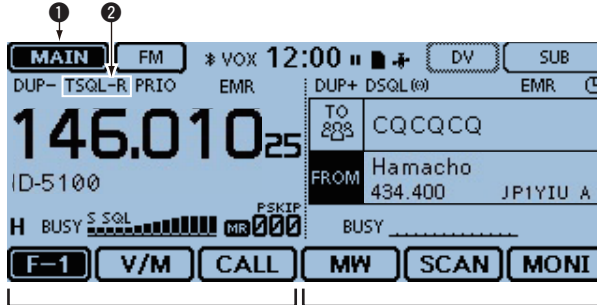 ❶ ❷
MAIN FM VOX 12:00 DV SUB
DUP– TSQL–R PRIO EMR DUP+ DSQL EMR
146.010 25
TO CQCQCQ
ID-5100
FROM Hamacho
434.400 JP1YIU A
H BUSY S SQL MR 000 PSKIP BUSY
F-1 V/M CALL MW SCAN MONI